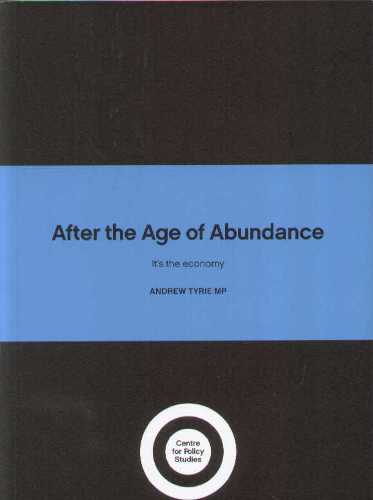 After the Age of Abundance
It's the economy
ANDREW TYRIE MP
Centre
for Policy
Studies